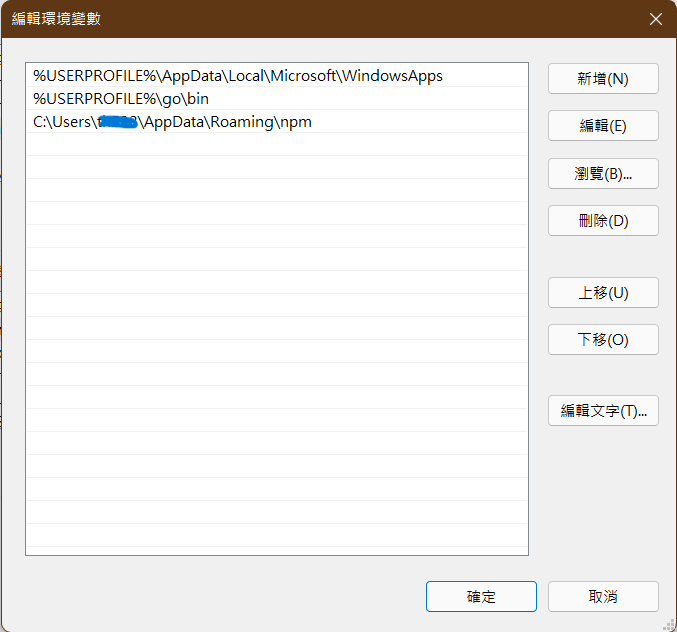 編輯環境變數
%USERPROFILE%\AppData\Local\Microsoft\WindowsApps
%USERPROFILE%\go\bin
C:\Users\ \AppData\Roaming\npm
新增(N)
編輯(E)
瀏覽(B)...
刪除(D)
上移(U)
下移(O)
編輯文字(T)...
確定
取消